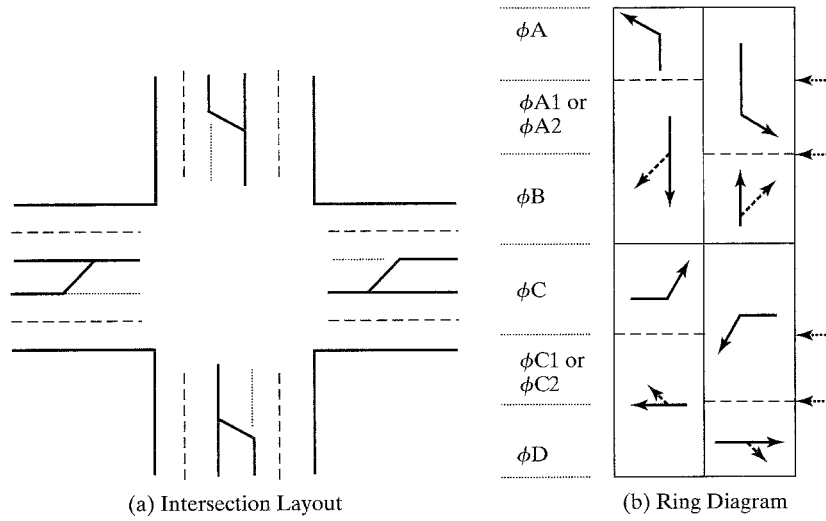 ϕA
ϕA1 or
ϕA2
ϕB
ϕC
ϕC1 or
ϕC2
ϕD
(a) Intersection Layout
(b) Ring Diagram